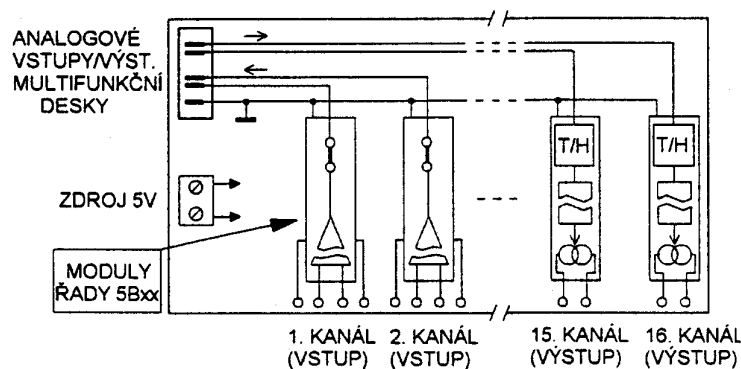 ANALOGOVÉ
VSTUPY/VÝST.
MULTIFUNKČNÍ
DESKY
ZDROJ 5V
MODULY
ŘADY 5Bxx
T/H
T/H
1. KANÁL
(VSTUP)
2. KANÁL
(VSTUP)
15. KANÁL
(VÝSTUP)
16. KANÁL
(VÝSTUP)